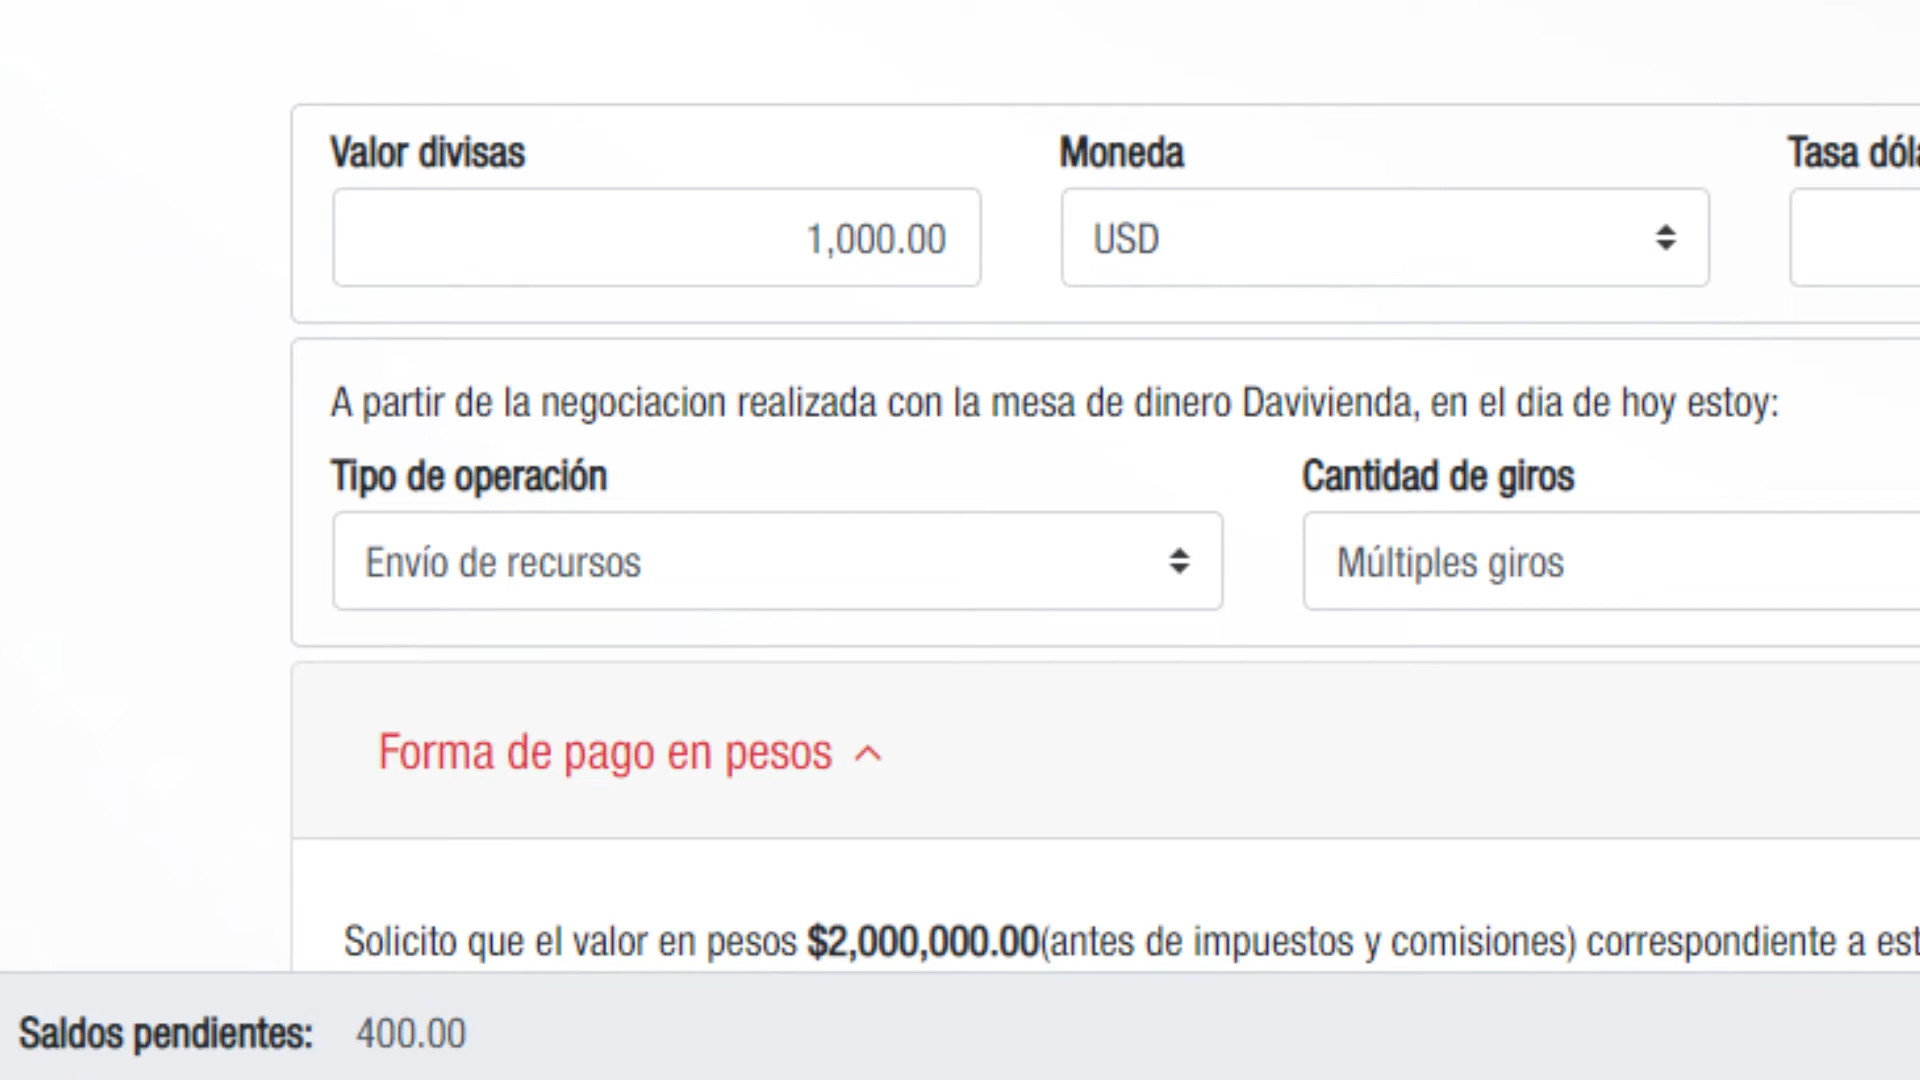 Valor divisas Moneda Tasa
1,000.00 USD
A partir de la negociacion realizada con la mesa de dinero Davivienda, en el dia de hoy estoy:
Tipo de operación Cantidad de giros
Envío de recursos Múltiples giros
Forma de pago en pesos
Solicito que el valor en pesos $2,000,000.00(antes de impuestos y comisiones) correspondiente a
Saldos pendientes: 400.00